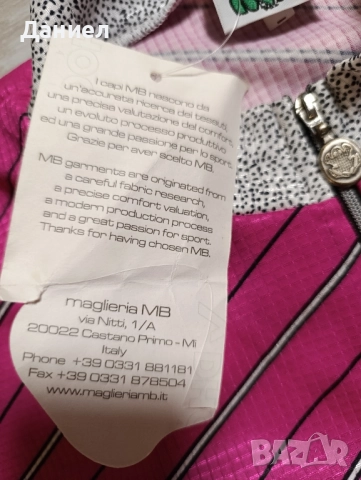 Даниел
I capi MB nascono da
un'accurata ricerca dei tessuti,
una precisa valutazione del comfort,
un evoluto processo produttivo
ed una grande passione per lo sport.
Grazie per aver scelto MB.
MB garments are originated from
a careful fabric research,
a precise comfort valuation,
a modern production process
and a great passion for sport.
Thanks for having chosen MB.
maglieria MB
via Nitti, 1/A
20022 Castano Primo - Mi
Italy
Phone +39 0331 881181
Fax +39 0331 878504
www.maglieriamb.it
BAZAR